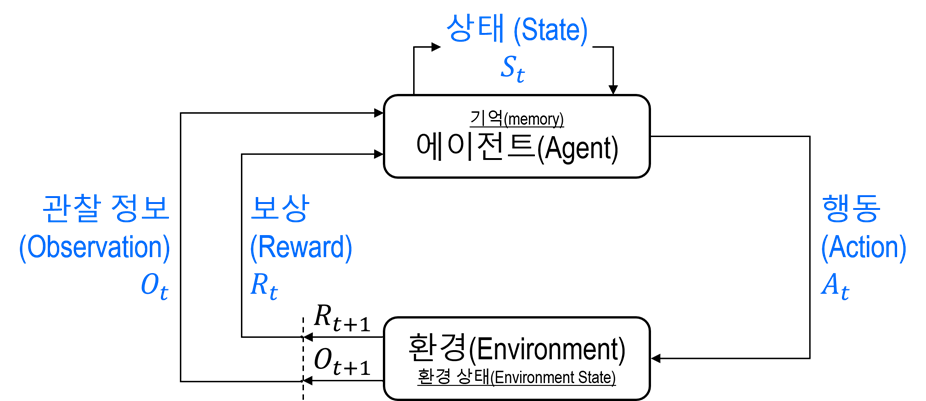 상태 (State)
S_t
기억(memory)
에이전트(Agent)
관찰 정보
(Observation)
O_t
보상
(Reward)
R_t
행동
(Action)
A_t
R_{t+1}
O_{t+1}
환경(Environment)
환경 상태(Environment State)